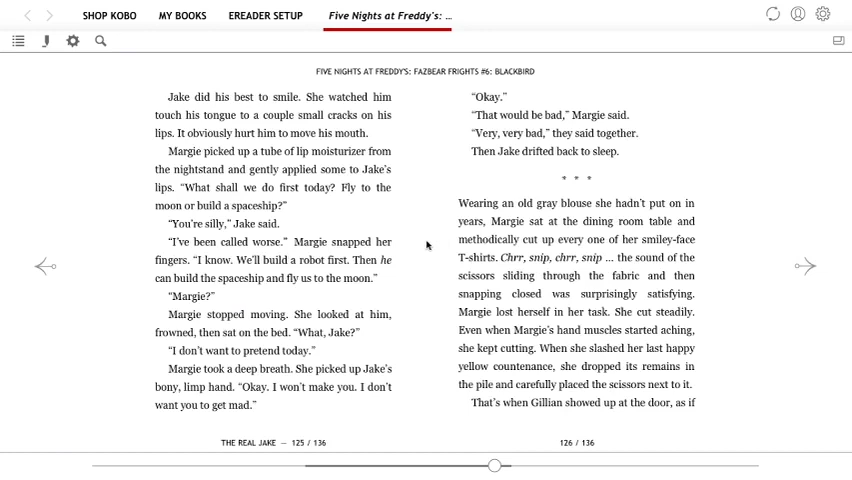 SHOP KOBO
MY BOOKS
EREADER SETUP
Five Nights at Freddy's: ...
FIVE NIGHTS AT FREDDY'S: FAZBEAR FRIGHTS #6: BLACKBIRD
Jake did his best to smile. She watched him
touch his tongue to a couple small cracks on his
lips. It obviously hurt him to move his mouth.
Margie picked up a tube of lip moisturizer from
the nightstand and gently applied some to Jake’s
lips. “What shall we do first today? Fly to the
moon or build a spaceship?”
“You’re silly,” Jake said.
“I’ve been called worse.” Margie snapped her
fingers. “I know. We’ll build a robot first. Then he
can build the spaceship and fly us to the moon.”
“Margie?”
Margie stopped moving. She looked at him,
frowned, then sat on the bed. “What, Jake?”
“I don’t want to pretend today.”
Margie took a deep breath. She picked up Jake’s
bony, limp hand. “Okay. I won’t make you. I don’t
want you to get mad.”
“Okay.”
“That would be bad,” Margie said.
“Very, very bad,” they said together.
Then Jake drifted back to sleep.
* * *
Wearing an old gray blouse she hadn’t put on in
years, Margie sat at the dining room table and
methodically cut up every one of her smiley-face
T-shirts. Chrr, snip, chrr, snip ... the sound of the
scissors sliding through the fabric and then
snapping closed was surprisingly satisfying.
Margie lost herself in her task. She cut steadily.
Even when Margie’s hand muscles started aching,
she kept cutting. When she slashed her last happy
yellow countenance, she dropped its remains in
the pile and carefully placed the scissors next to it.
That’s when Gillian showed up at the door, as if
THE REAL JAKE — 125 / 136
126 / 136